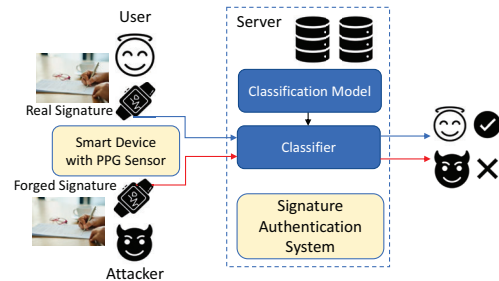 User
Real Signature
Smart Device
with PPG Sensor
Forged Signature
Attacker
Server
Classification Model
Classifier
Signature
Authentication
System